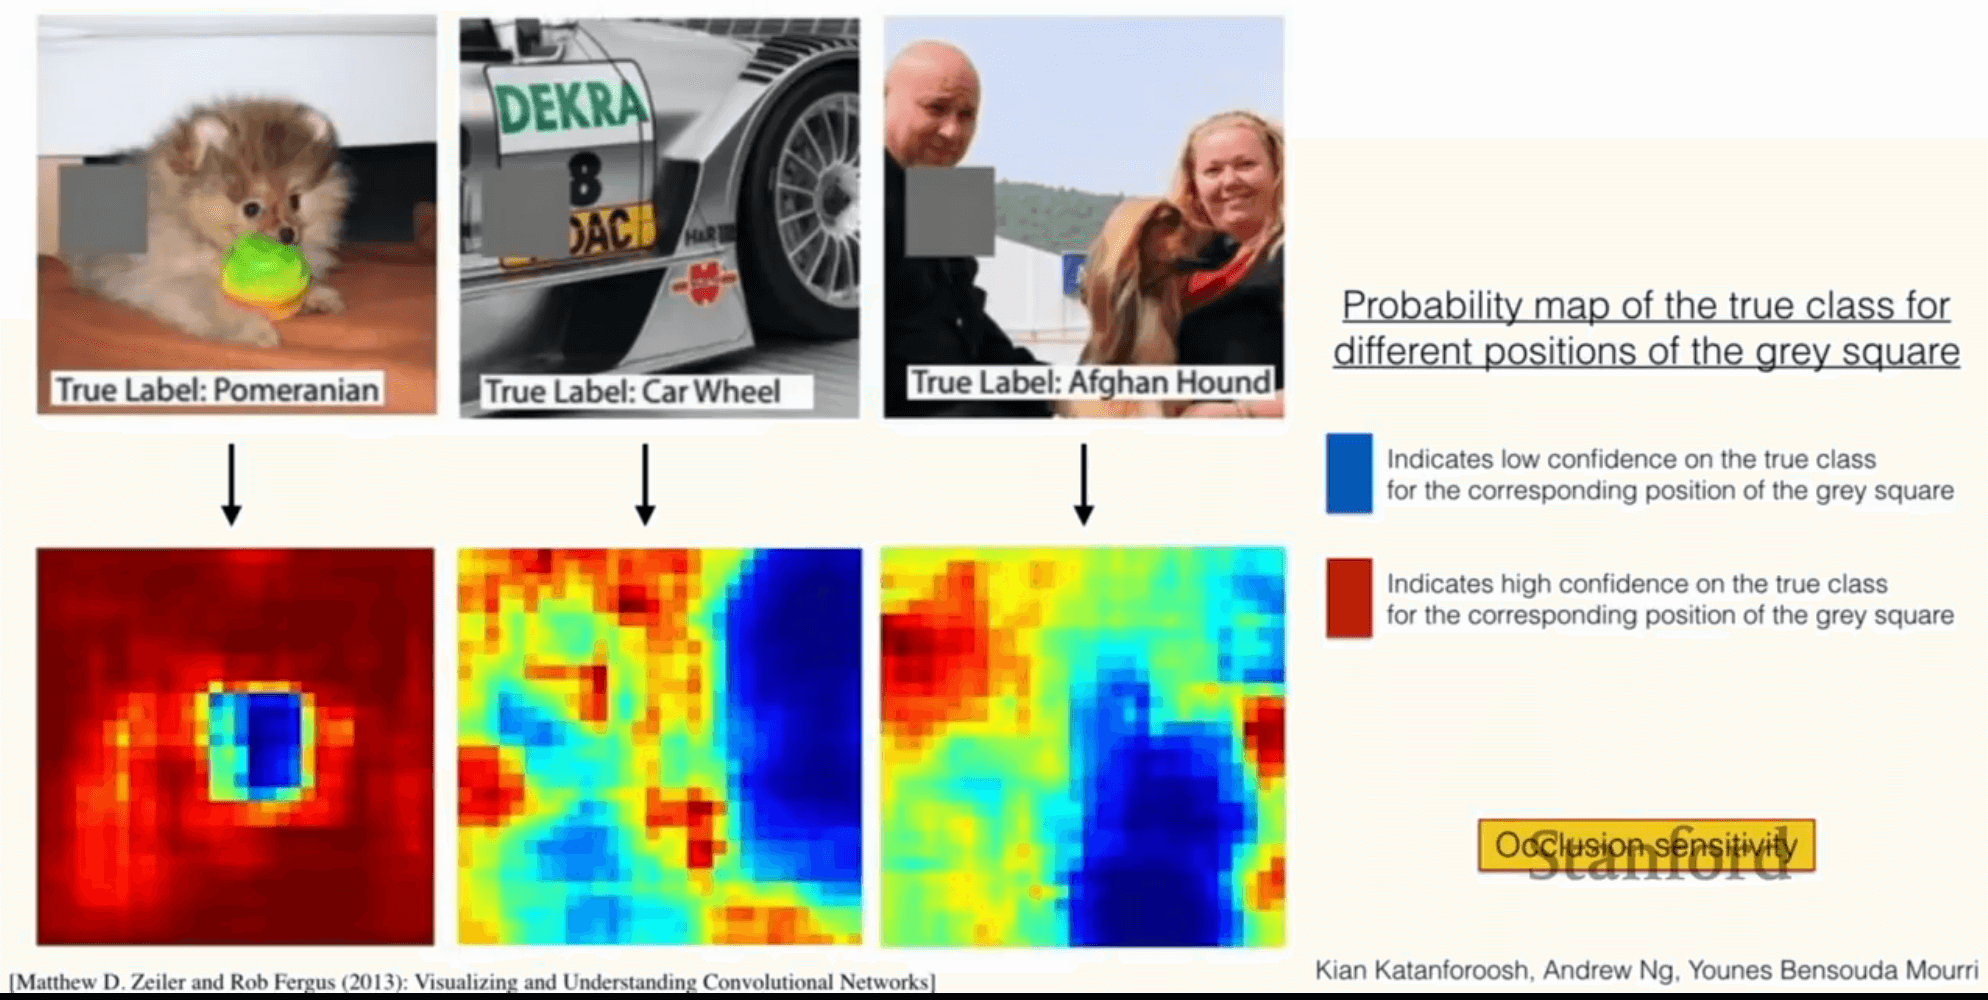 DEKRA
8
DAC
True Label: Pomeranian
True Label: Car Wheel
True Label: Afghan Hound
Probability map of the true class for
different positions of the grey square
Indicates low confidence on the true class
for the corresponding position of the grey square
Indicates high confidence on the true class
for the corresponding position of the grey square
Occlusion sensitivity
Stanford
Kian Katanforoosh, Andrew Ng, Younes Bensouda Mourri
[Matthew D. Zeiler and Rob Fergus (2013): Visualizing and Understanding Convolutional Networks]